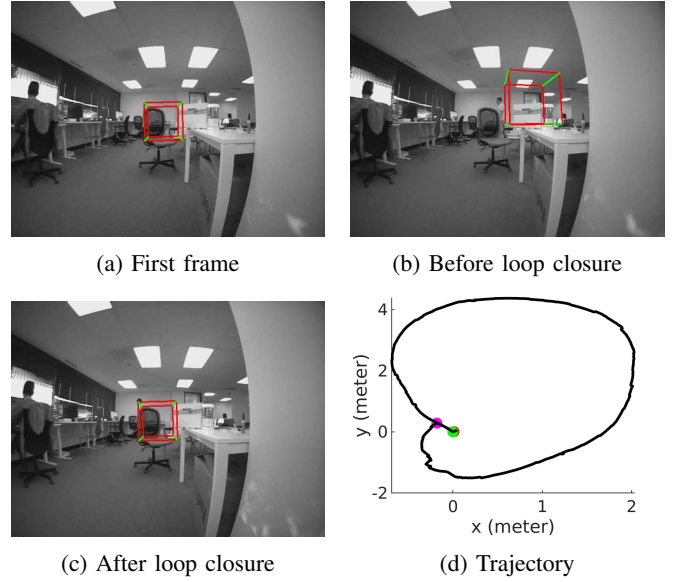 (a) First frame
(b) Before loop closure
4
2
0
-2
y (meter)
0
1
2
x (meter)
(c) After loop closure
(d) Trajectory